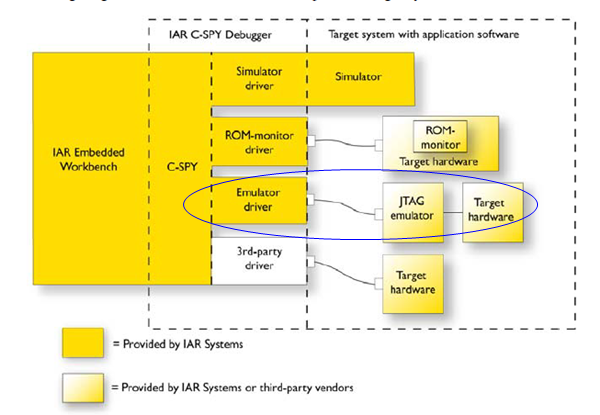 IAR C-SPY Debugger
Target system with application software
Simulator
driver
Simulator
IAR Embedded
Workbench
C-SPY
ROM-monitor
driver
ROM-
monitor
Target hardware
Emulator
driver
JTAG
emulator
Target
hardware
3rd-party
driver
Target
hardware
= Provided by IAR Systems
= Provided by IAR Systems or third-party vendors